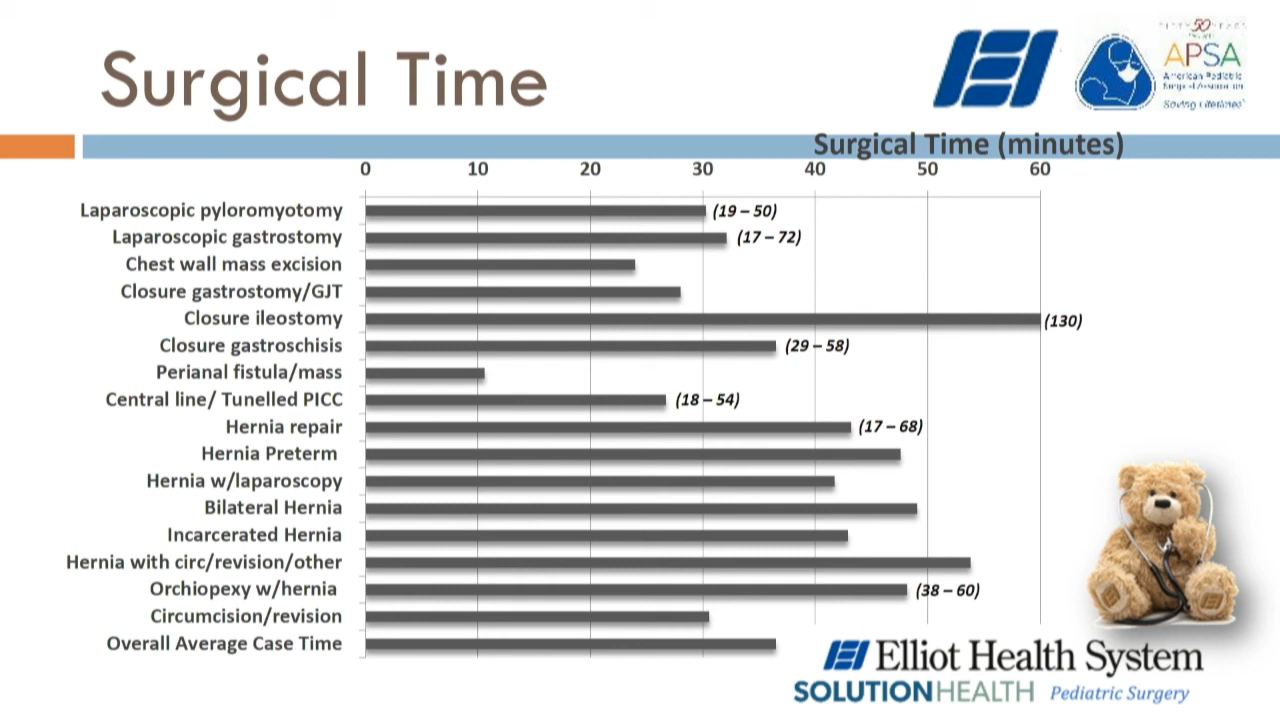 Surgical Time
50
APSA
American Pediatric
Surgical Association
Saving Lifetimes
Surgical Time (minutes)
0 10 20 30 40 50 60
Laparoscopic pyloromyotomy (19 – 50)
Laparoscopic gastrostomy (17 – 72)
Chest wall mass excision
Closure gastrostomy/GJT
Closure ileostomy (130)
Closure gastroschisis (29 – 58)
Perianal fistula/mass
Central line/ Tunelled PICC (18 – 54)
Hernia repair (17 – 68)
Hernia Preterm
Hernia w/laparoscopy
Bilateral Hernia
Incarcerated Hernia
Hernia with circ/revision/other
Orchiopexy w/hernia (38 – 60)
Circumcision/revision
Overall Average Case Time
Elliot Health System
SOLUTIONHEALTH Pediatric Surgery